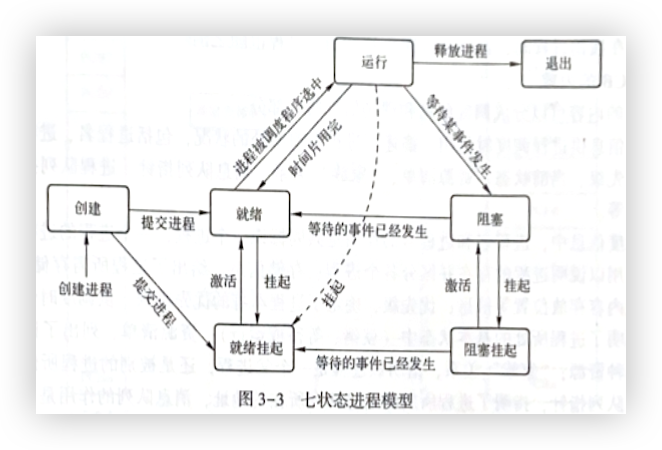 运行
释放进程
退出
进程被调度程序选中
时间片用完
等待某事件发生
创建
提交进程
就绪
等待的事件已经发生
阻塞
创建进程
提交进程
激活
挂起
挂起
激活
挂起
就绪挂起
等待的事件已经发生
阻塞挂起
图 3-3 七状态进程模型